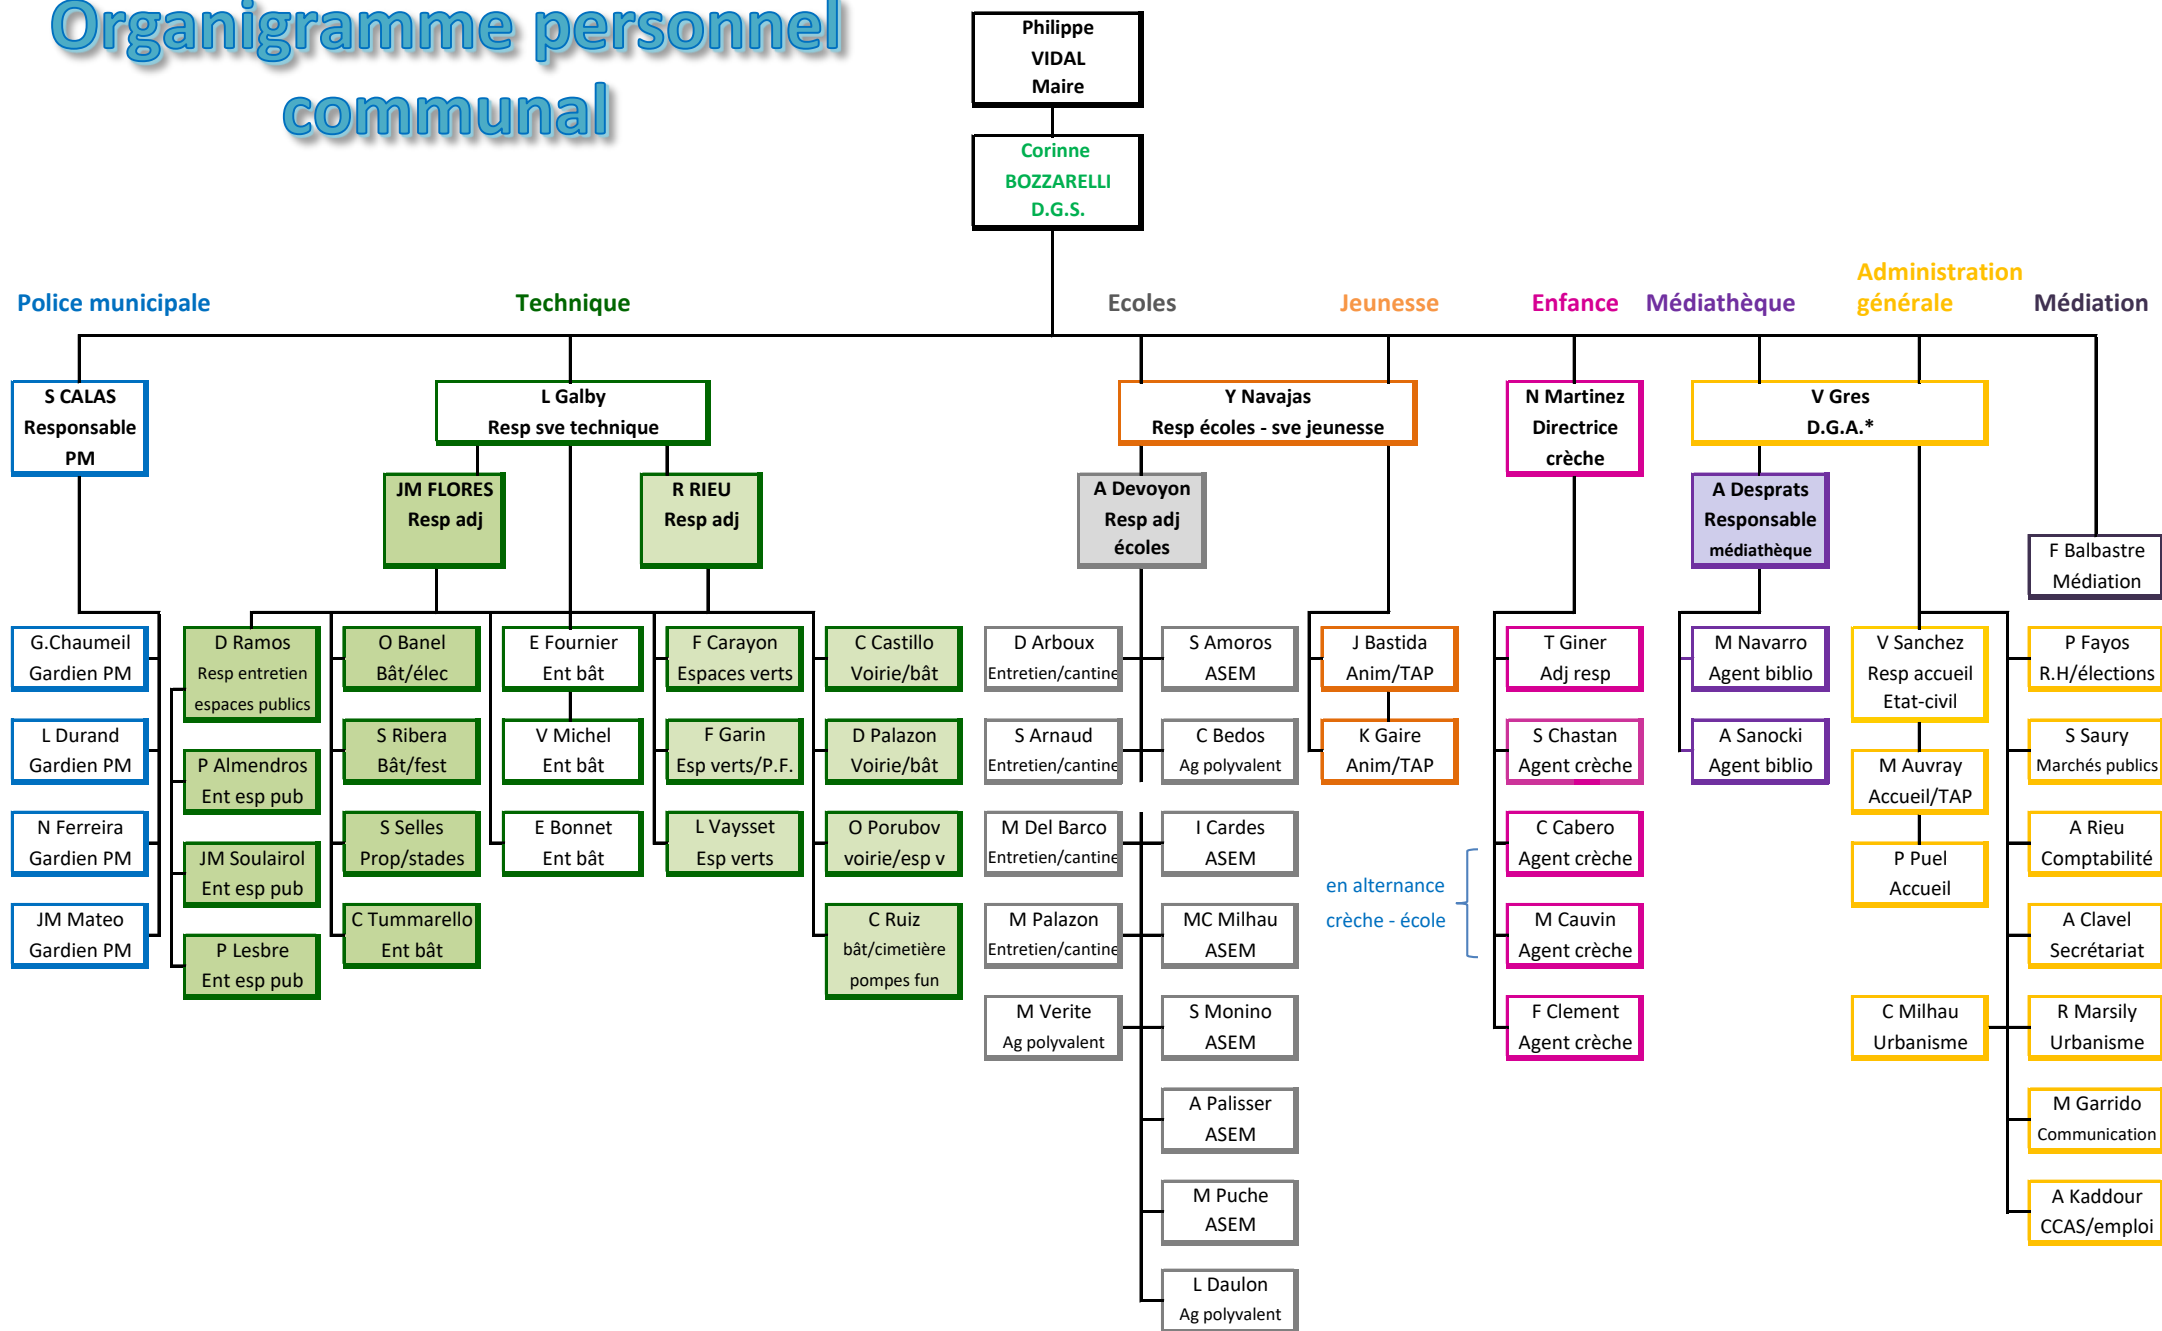 Organigramme personnel
communal
Philippe
VIDAL
Maire
Corinne
BOZZARELLI
D.G.S.
Police municipale
Technique
Ecoles
Jeunesse
Enfance
Médiathèque
Administration
générale
Médiation
S CALAS
Responsable
PM
L Galby
Resp sve technique
Y Navajas
Resp écoles - sve jeunesse
N Martinez
Directrice
crèche
V Gres
D.G.A.*
JM FLORES
Resp adj
R RIEU
Resp adj
A Devoyon
Resp adj
écoles
A Desprats
Responsable
médiathèque
F Balbastre
Médiation
G.Chaumeil
Gardien PM
L Durand
Gardien PM
N Ferreira
Gardien PM
JM Mateo
Gardien PM
D Ramos
Resp entretien
espaces publics
P Almendros
Ent esp pub
JM Soulairol
Ent esp pub
P Lesbre
Ent esp pub
O Banel
Bât/élec
S Ribera
Bât/fest
S Selles
Prop/stades
C Tummarello
Ent bât
E Fournier
Ent bât
V Michel
Ent bât
E Bonnet
Ent bât
F Carayon
Espaces verts
F Garin
Esp verts/P.F.
L Vaysset
Esp verts
C Castillo
Voirie/bât
D Palazon
Voirie/bât
O Porubov
voirie/esp v
C Ruiz
bât/cimetière
pompes fun
D Arboux
Entretien/cantine
S Arnaud
Entretien/cantine
M Del Barco
Entretien/cantine
M Palazon
Entretien/cantine
M Verite
Ag polyvalent
S Amoros
ASEM
C Bedos
Ag polyvalent
I Cardes
ASEM
MC Milhau
ASEM
S Monino
ASEM
A Palisser
ASEM
M Puche
ASEM
L Daulon
Ag polyvalent
J Bastida
Anim/TAP
K Gaire
Anim/TAP
en alternance
crèche - école
T Giner
Adj resp
S Chastan
Agent crèche
C Cabero
Agent crèche
M Cauvin
Agent crèche
F Clement
Agent crèche
M Navarro
Agent biblio
A Sanocki
Agent biblio
V Sanchez
Resp accueil
Etat-civil
M Auvray
Accueil/TAP
P Puel
Accueil
C Milhau
Urbanisme
P Fayos
R.H/élections
S Saury
Marchés publics
A Rieu
Comptabilité
A Clavel
Secrétariat
R Marsily
Urbanisme
M Garrido
Communication
A Kaddour
CCAS/emploi